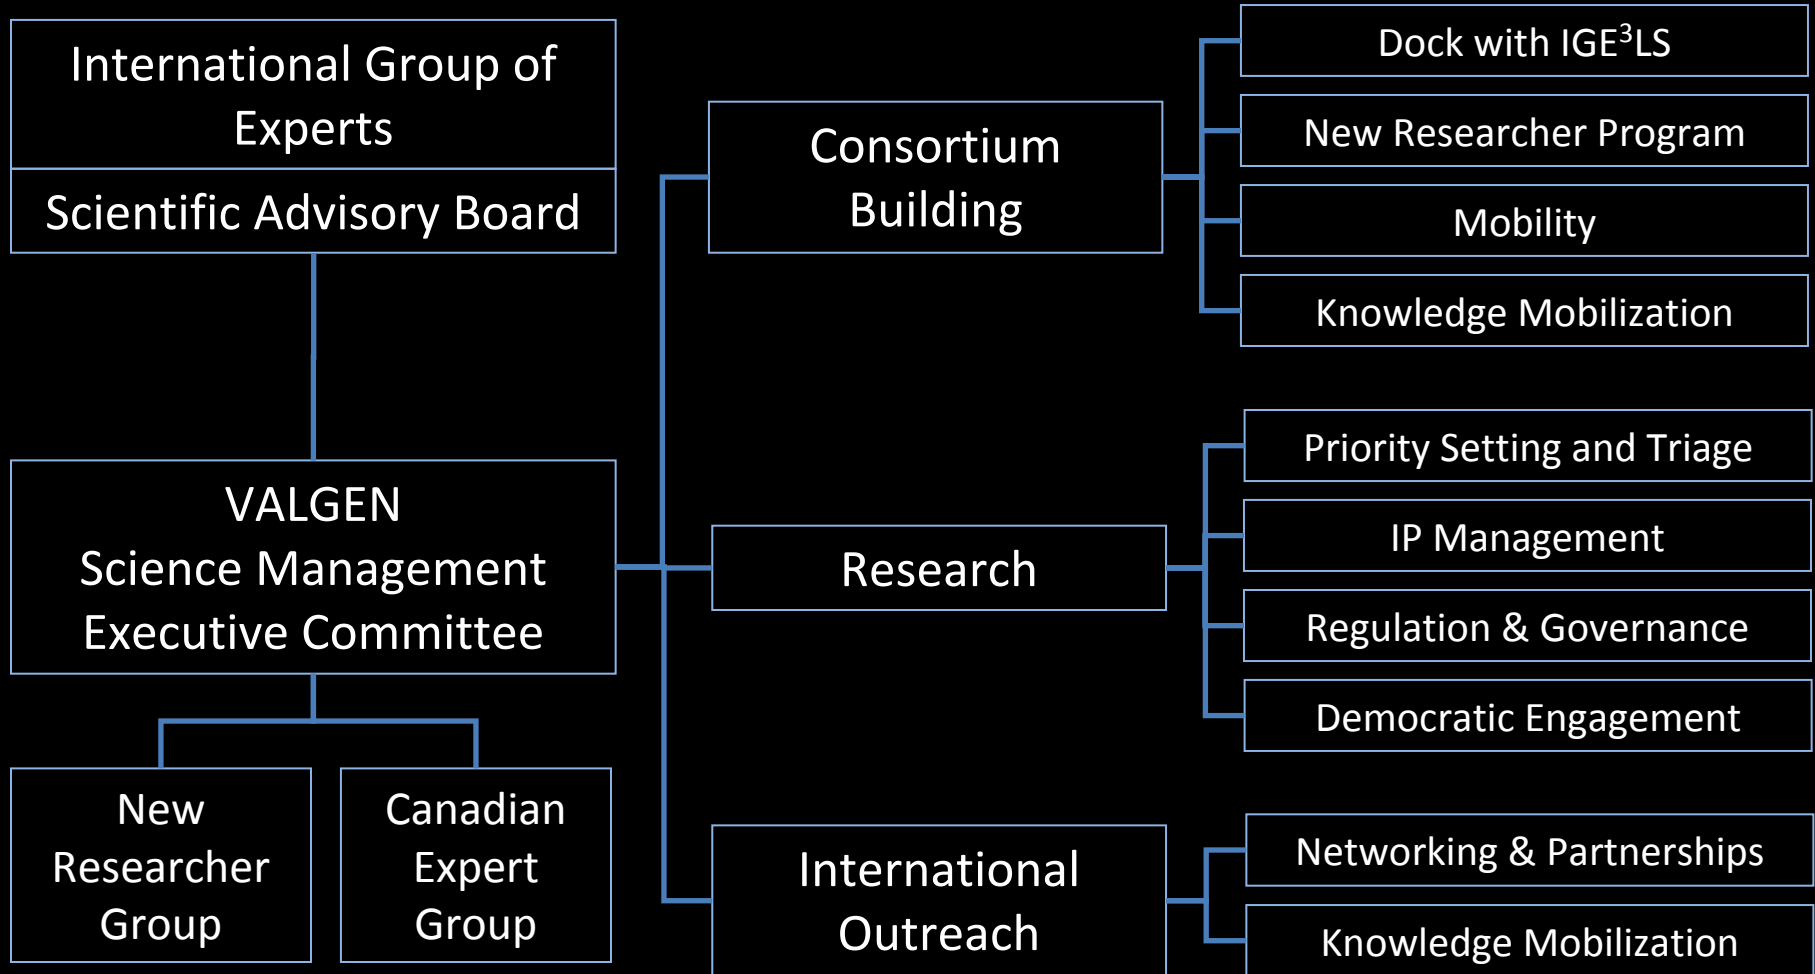 International Group of
Experts
Scientific Advisory Board
VALGEN
Science Management
Executive Committee
New
Researcher
Group
Canadian
Expert
Group
Consortium
Building
Dock with IGE³LS
New Researcher Program
Mobility
Knowledge Mobilization
Research
Priority Setting and Triage
IP Management
Regulation & Governance
Democratic Engagement
International
Outreach
Networking & Partnerships
Knowledge Mobilization